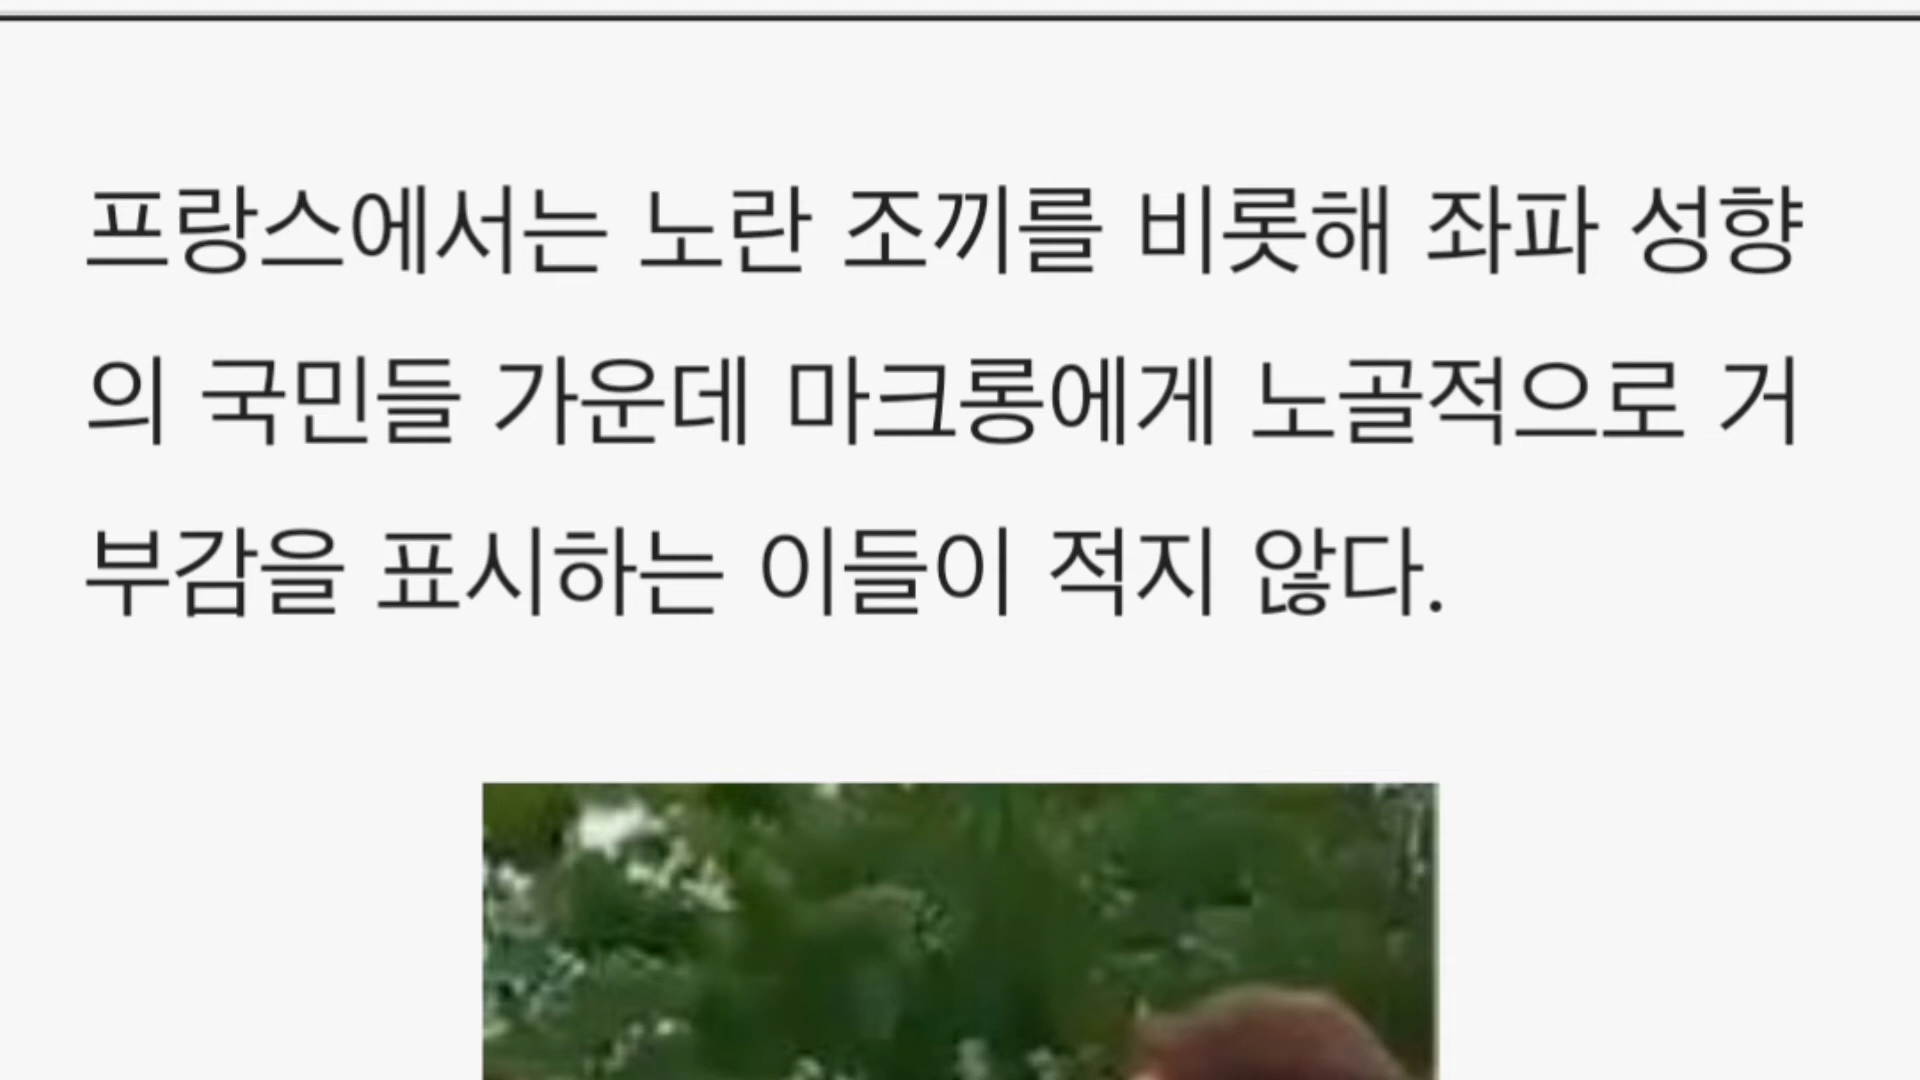 프랑스에서는 노란 조끼를 비롯해 좌파 성향
의 국민들 가운데 마크롱에게 노골적으로 거
부감을 표시하는 이들이 적지 않다.